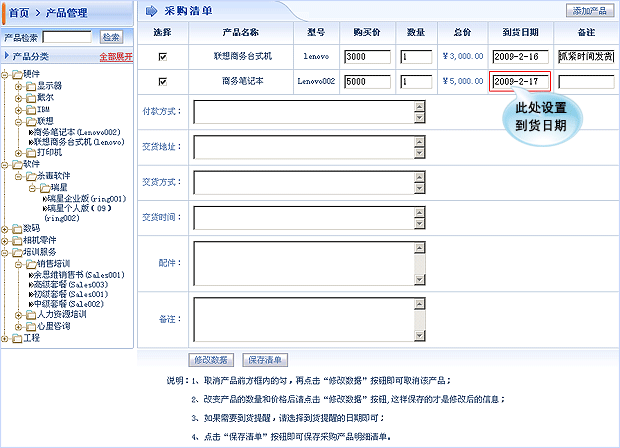 首页 > 产品管理
产品检索 检索
产品分类 全部展开
硬件
显示器
戴尔
IBM
联想
商务笔记本(Lenovo002)
联想商务台式机(lenovo)
打印机
软件
杀毒软件
瑞星
瑞星企业版(ring001)
瑞星个人版(09)
(ring002)
数码
相机零件
培训服务
销售培训
余思维销售书(Sales001)
高级套餐(Sales003)
初级套餐(Sales001)
中级套餐(Sale002)
人力资源培训
心里咨询
工程
采购清单 添加产品
选择 产品名称 型号 购买价 数量 总价 到货日期 备注
联想商务台式机 lenovo 3000 1 ¥3,000.00 2009-2-16 抓紧时间发货
商务笔记本 Lenovo002 5000 1 ¥5,000.00 2009-2-17
此处设置
到货日期
付款方式:
交货地址:
交货方式:
交货时间:
配件:
备注:
修改数据 保存清单
说明:1、取消产品前方框内的勾,再点击“修改数据”按钮即可取消该产品;
2、改变产品的数量和价格后请点击“修改数据”按钮,这样保存的才是修改后的信息;
3、如果需要到货提醒,请选择到货提醒的日期即可;
4、点击“保存清单”按钮即可保存采购产品明细清单。